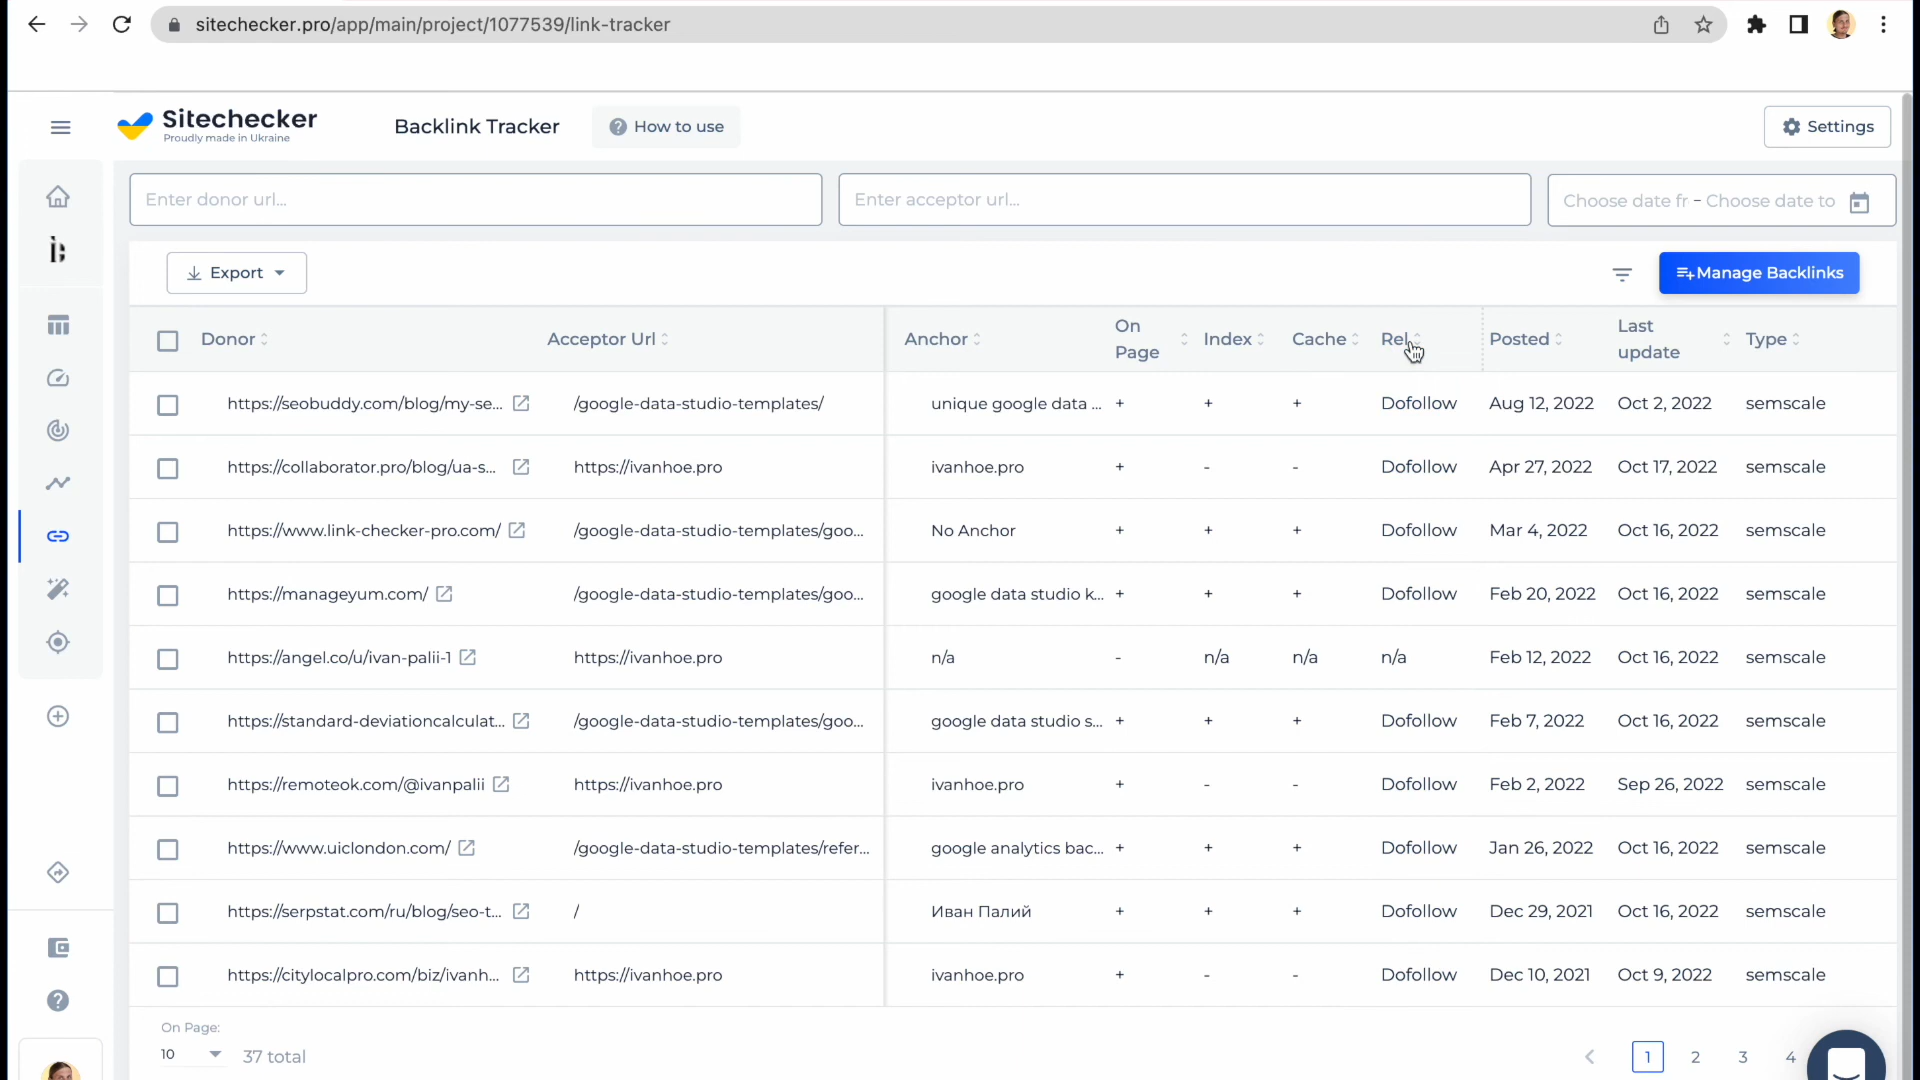 sitechecker.pro/app/main/project/1077539/link-tracker
Sitechecker
Proudly made in Ukraine
Backlink Tracker
How to use
Settings
Enter donor url...
Enter acceptor url...
Choose date fr - Choose date to
Export
Manage Backlinks
Donor Acceptor Url Anchor On Page Index Cache Rel Posted Last update Type
https://seobuddy.com/blog/my-se... /google-data-studio-templates/ unique google data ... + + + Dofollow Aug 12, 2022 Oct 2, 2022 semscale
https://collaborator.pro/blog/ua-s... https://ivanhoe.pro ivanhoe.pro + - - Dofollow Apr 27, 2022 Oct 17, 2022 semscale
https://www.link-checker-pro.com/ /google-data-studio-templates/goo... No Anchor + + + Dofollow Mar 4, 2022 Oct 16, 2022 semscale
https://manageyum.com/ /google-data-studio-templates/goo... google data studio k... + + + Dofollow Feb 20, 2022 Oct 16, 2022 semscale
https://angel.co/u/ivan-palii-1 https://ivanhoe.pro n/a - n/a n/a n/a Feb 12, 2022 Oct 16, 2022 semscale
https://standard-deviationcalculat... /google-data-studio-templates/goo... google data studio s... + + + Dofollow Feb 7, 2022 Oct 16, 2022 semscale
https://remoteok.com/@ivanpalii https://ivanhoe.pro ivanhoe.pro + - - Dofollow Feb 2, 2022 Sep 26, 2022 semscale
https://www.uiclondon.com/ /google-data-studio-templates/refer... google analytics bac... + + + Dofollow Jan 26, 2022 Oct 16, 2022 semscale
https://serpstat.com/ru/blog/seo-t... / Иван Палий + + + Dofollow Dec 29, 2021 Oct 16, 2022 semscale
https://citylocalpro.com/biz/ivanh... https://ivanhoe.pro ivanhoe.pro + - - Dofollow Dec 10, 2021 Oct 9, 2022 semscale
On Page:
10 37 total 1 2 3 4